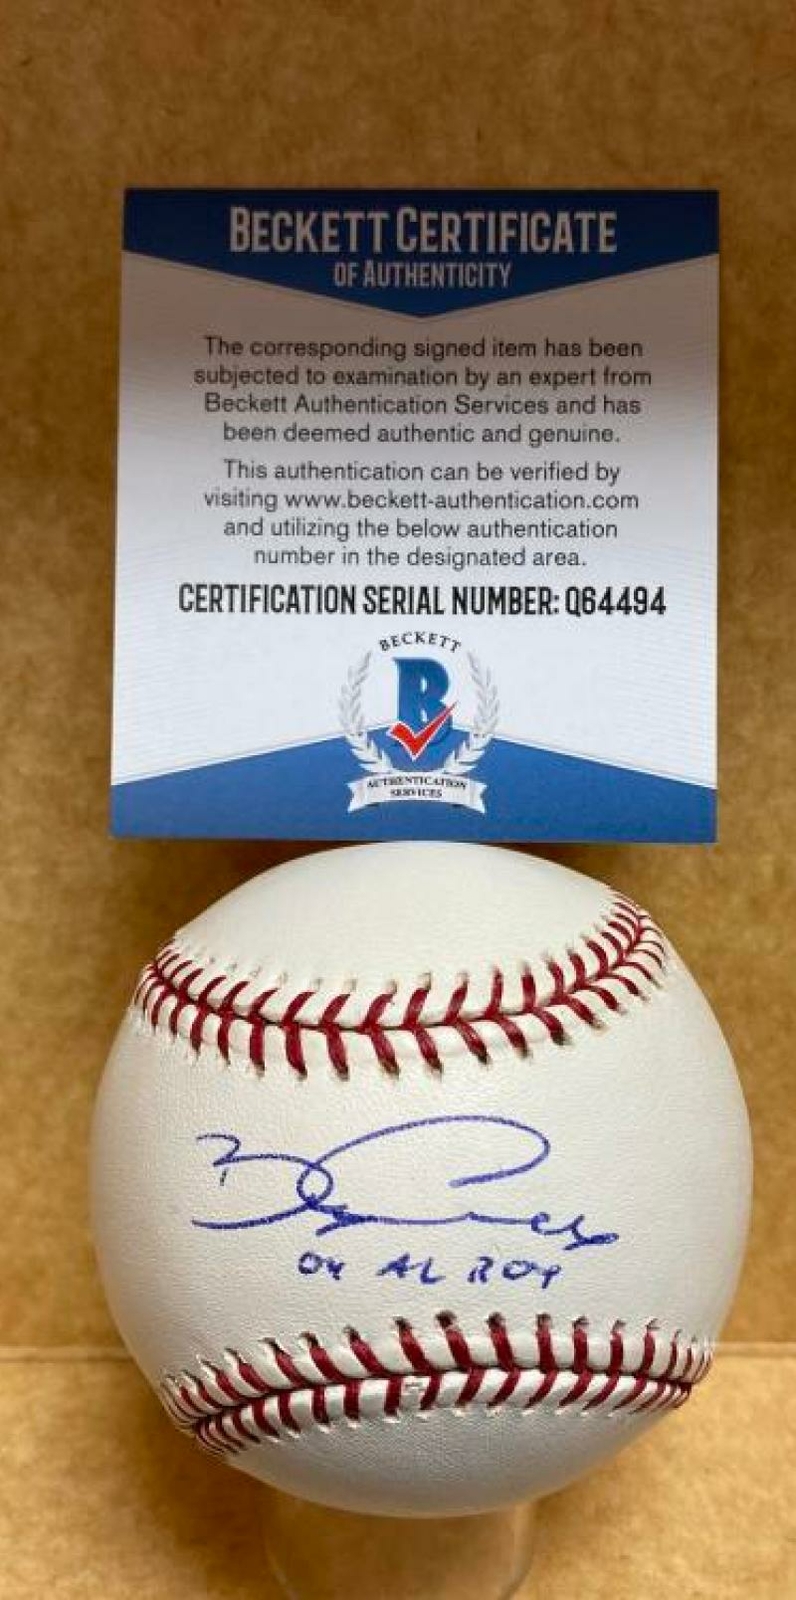 BECKETT CERTIFICATE
OF AUTHENTICITY
The corresponding signed item has been
subjected to examination by an expert from
Beckett Authentication Services and has
been deemed authentic and genuine.
This authentication can be verified by
visiting www.beckett-authentication.com
and utilizing the below authentication
number in the designated area.
CERTIFICATION SERIAL NUMBER: Q64494
BECKETT
B
AUTHENTICATION
SERVICES
04 AL ROY